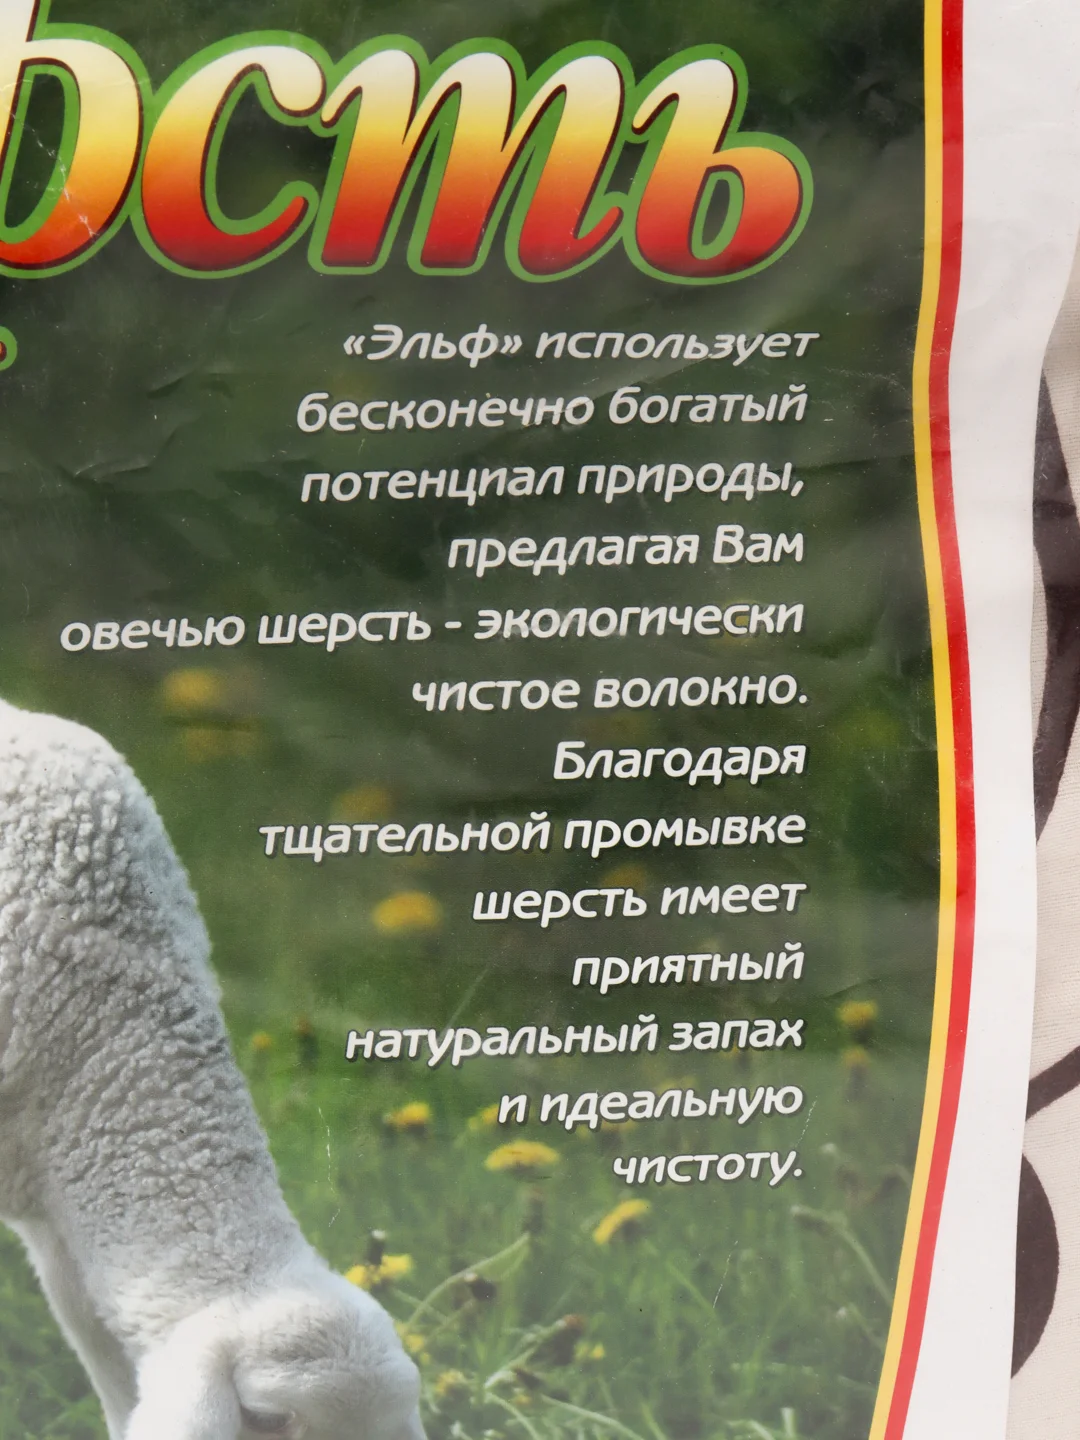 сть
«Эльф» использует
бесконечно богатый
потенциал природы,
предлагая Вам
овечью шерсть - экологически
чистое волокно.
Благодаря
тщательной промывке
шерсть имеет
приятный
натуральный запах
и идеальную
чистоту.